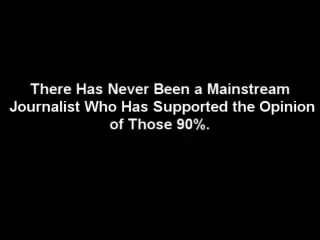 There Has Never Been a Mainstream
Journalist Who Has Supported the Opinion
of Those 90%.